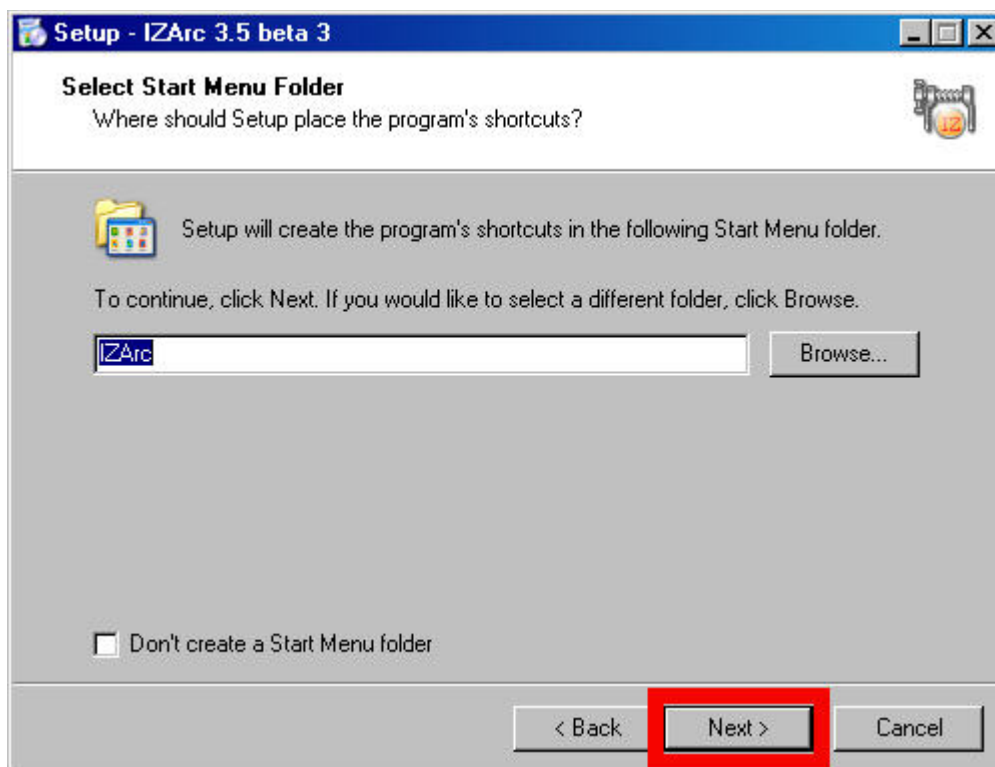 Setup - IZArc 3.5 beta 3
Select Start Menu Folder
Where should Setup place the program's shortcuts?
IZ
Setup will create the program's shortcuts in the following Start Menu folder.
To continue, click Next. If you would like to select a different folder, click Browse.
IZArc
Browse...
Don't create a Start Menu folder
< Back
Next >
Cancel